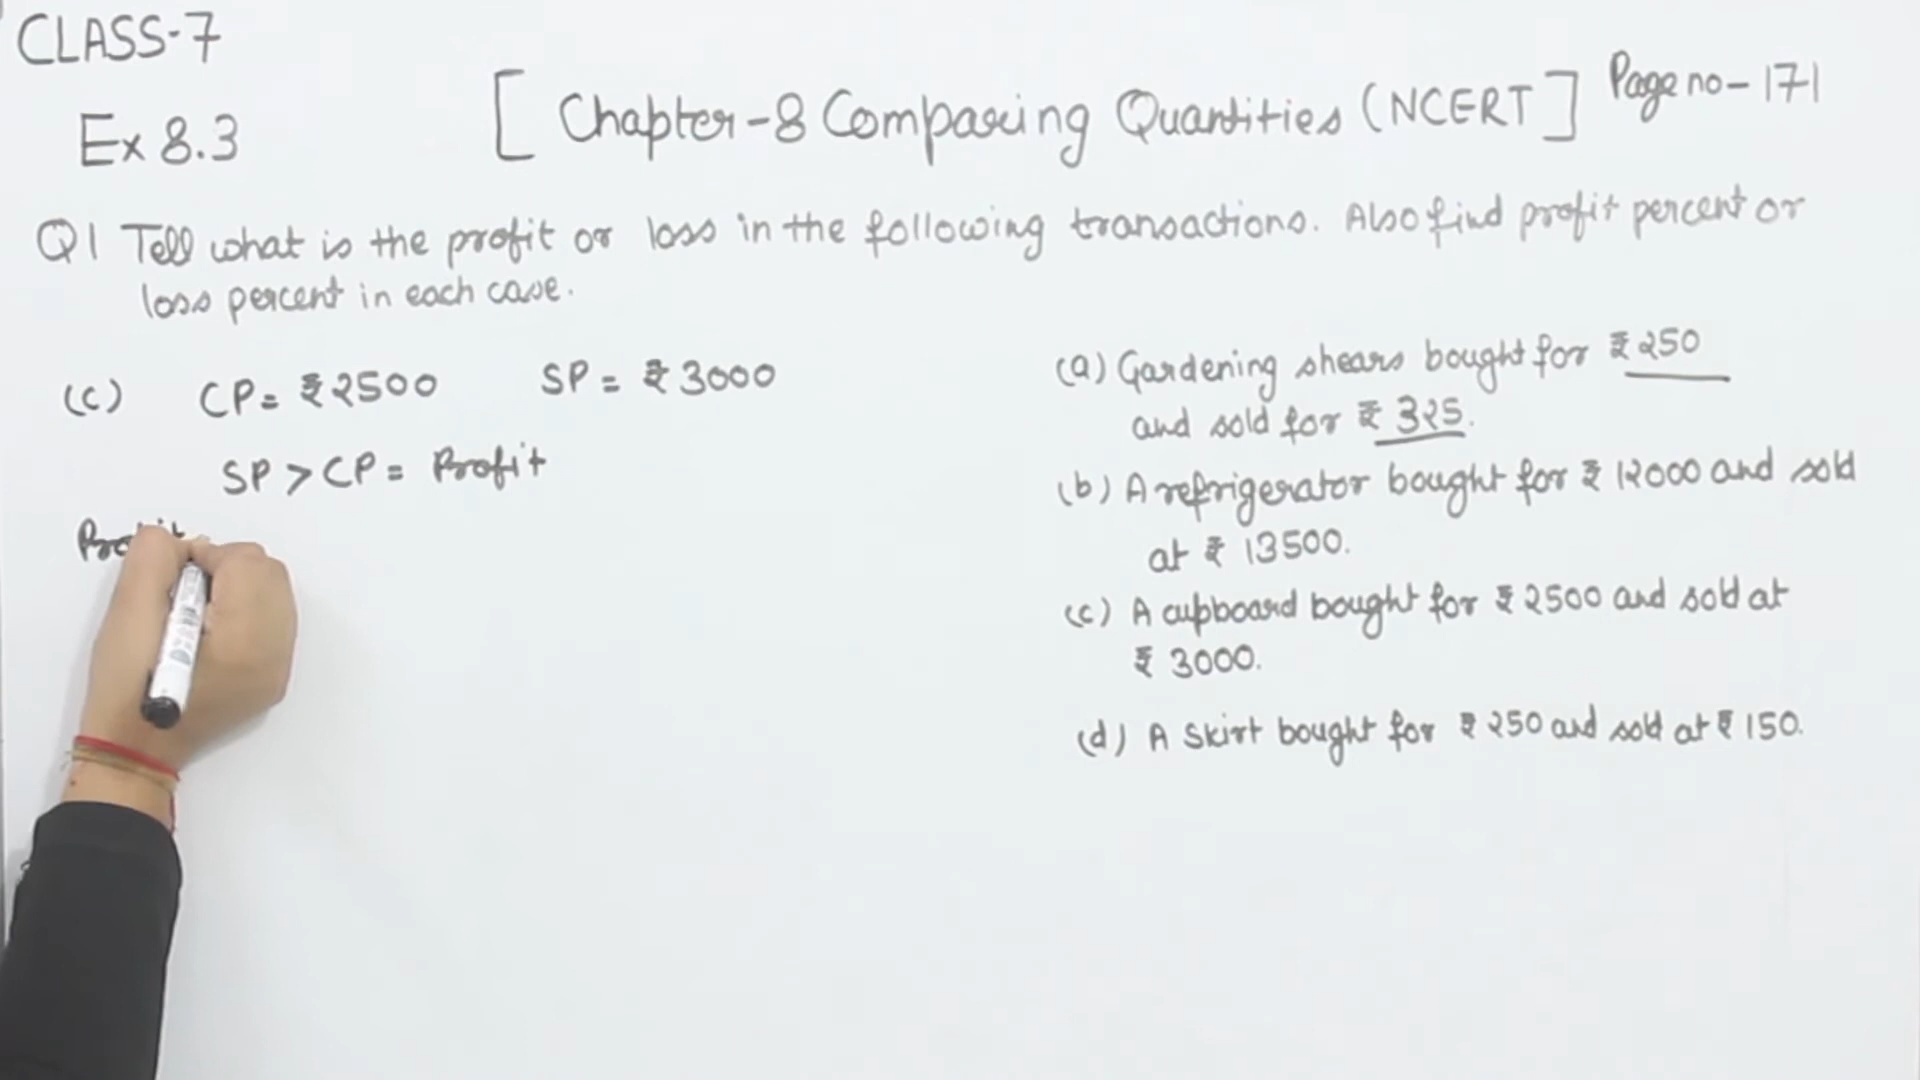 CLASS-7
Ex 8.3
[ Chapter-8 Comparing Quantities (NCERT ] Page no- 171
Q1 Tell what is the profit or loss in the following transactions. Also find profit percent or
loss percent in each case.
(c) CP = ₹2500 SP = ₹3000
SP > CP = Profit
(a) Gardening shears bought for ₹250
and sold for ₹ 325.
(b) A refrigerator bought for ₹ 12000 and sold
at ₹ 13500.
(c) A cupboard bought for ₹2500 and sold at
₹ 3000.
(d) A Skirt bought for ₹250 and sold at ₹150.